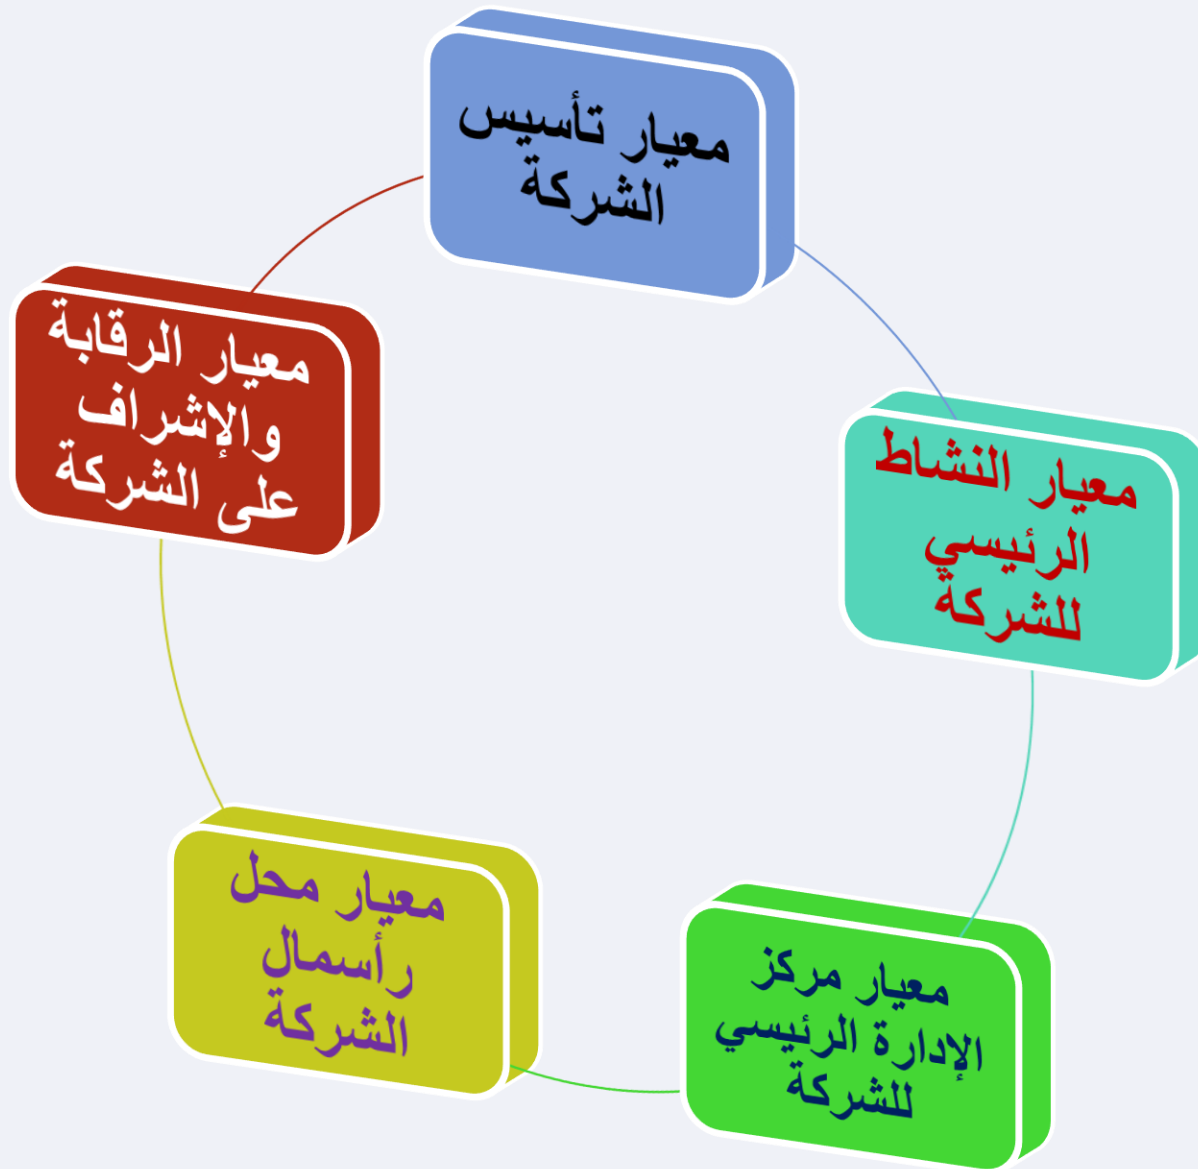 معيار تأسيس
الشركة
معيار النشاط
الرئيسي
للشركة
معيار مركز
الإدارة الرئيسي
للشركة
معيار محل
رأسمال
الشركة
معيار الرقابة
والإشراف
على الشركة